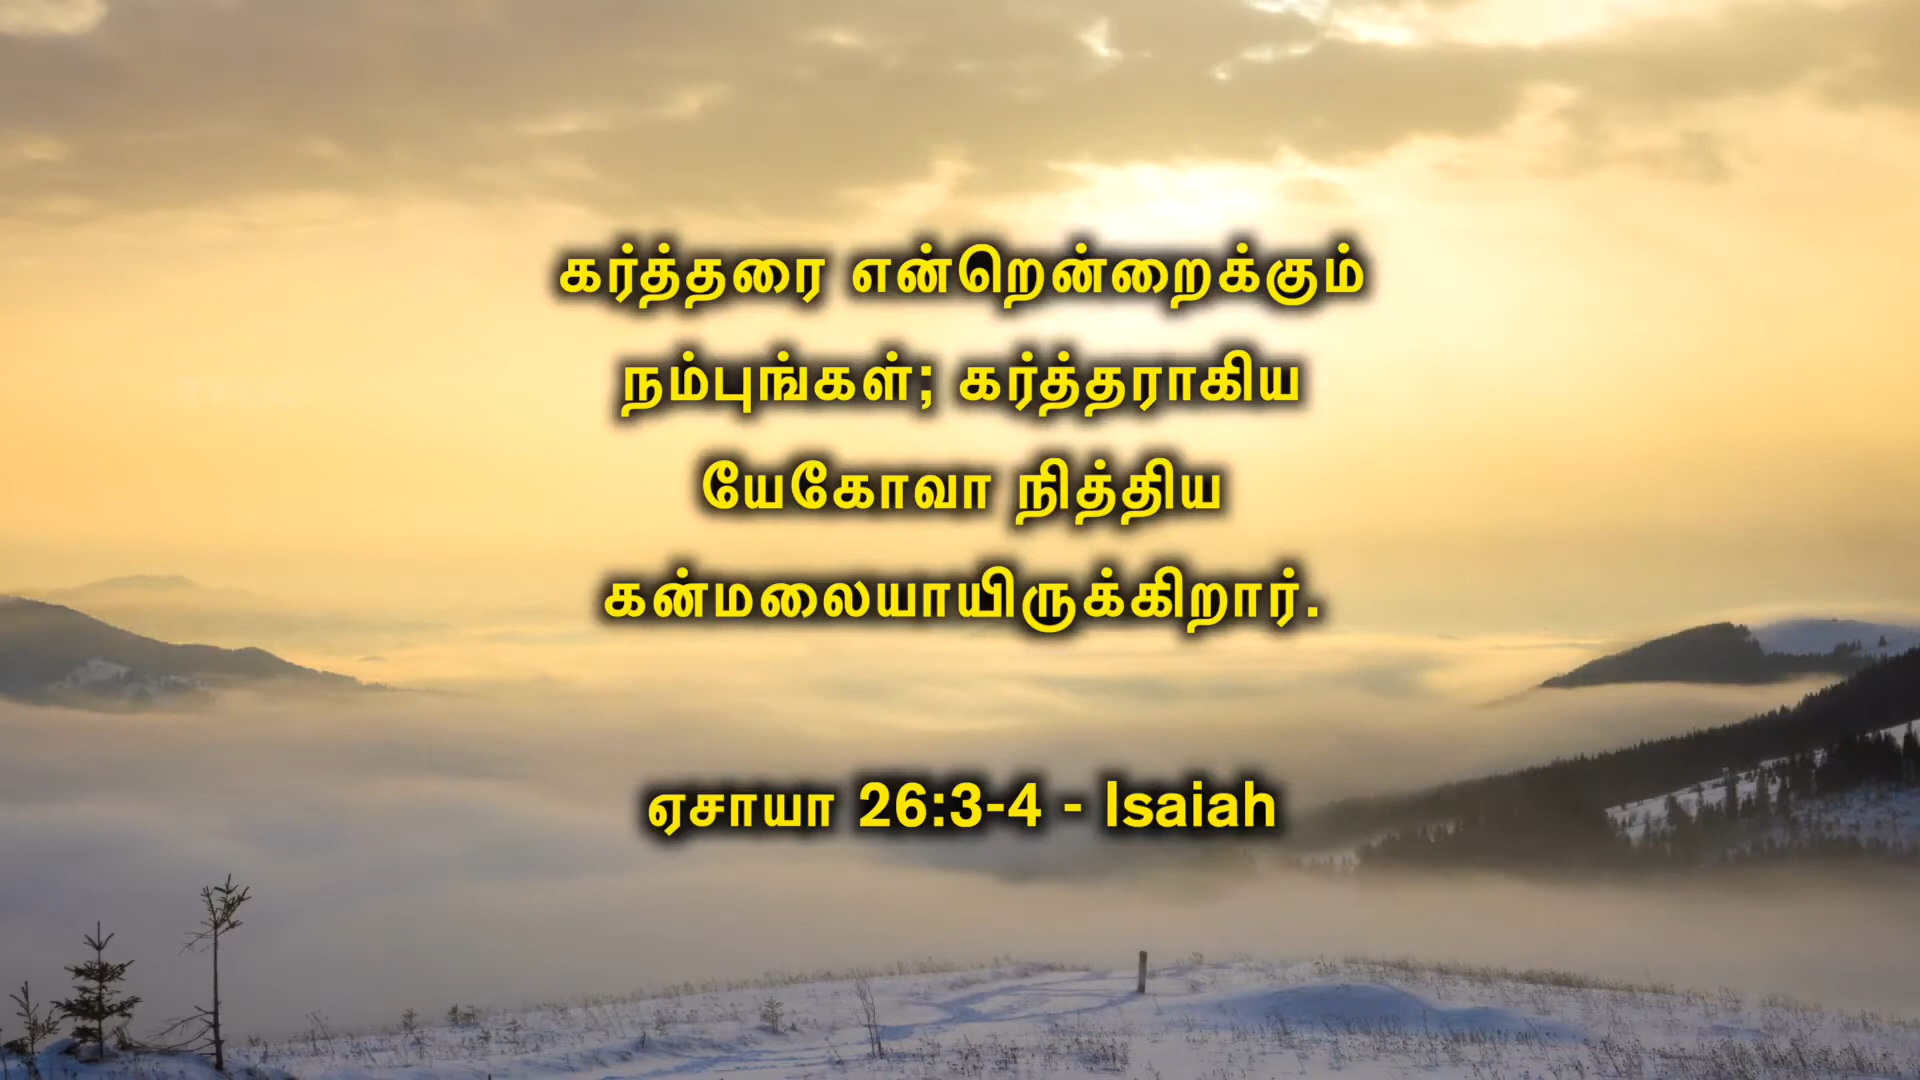 கர்த்தரை என்றென்றைக்கும்
நம்புங்கள்; கர்த்தராகிய
யேகோவா நித்திய
கன்மலையாயிருக்கிறார்.
ஏசாயா 26:3-4 - Isaiah